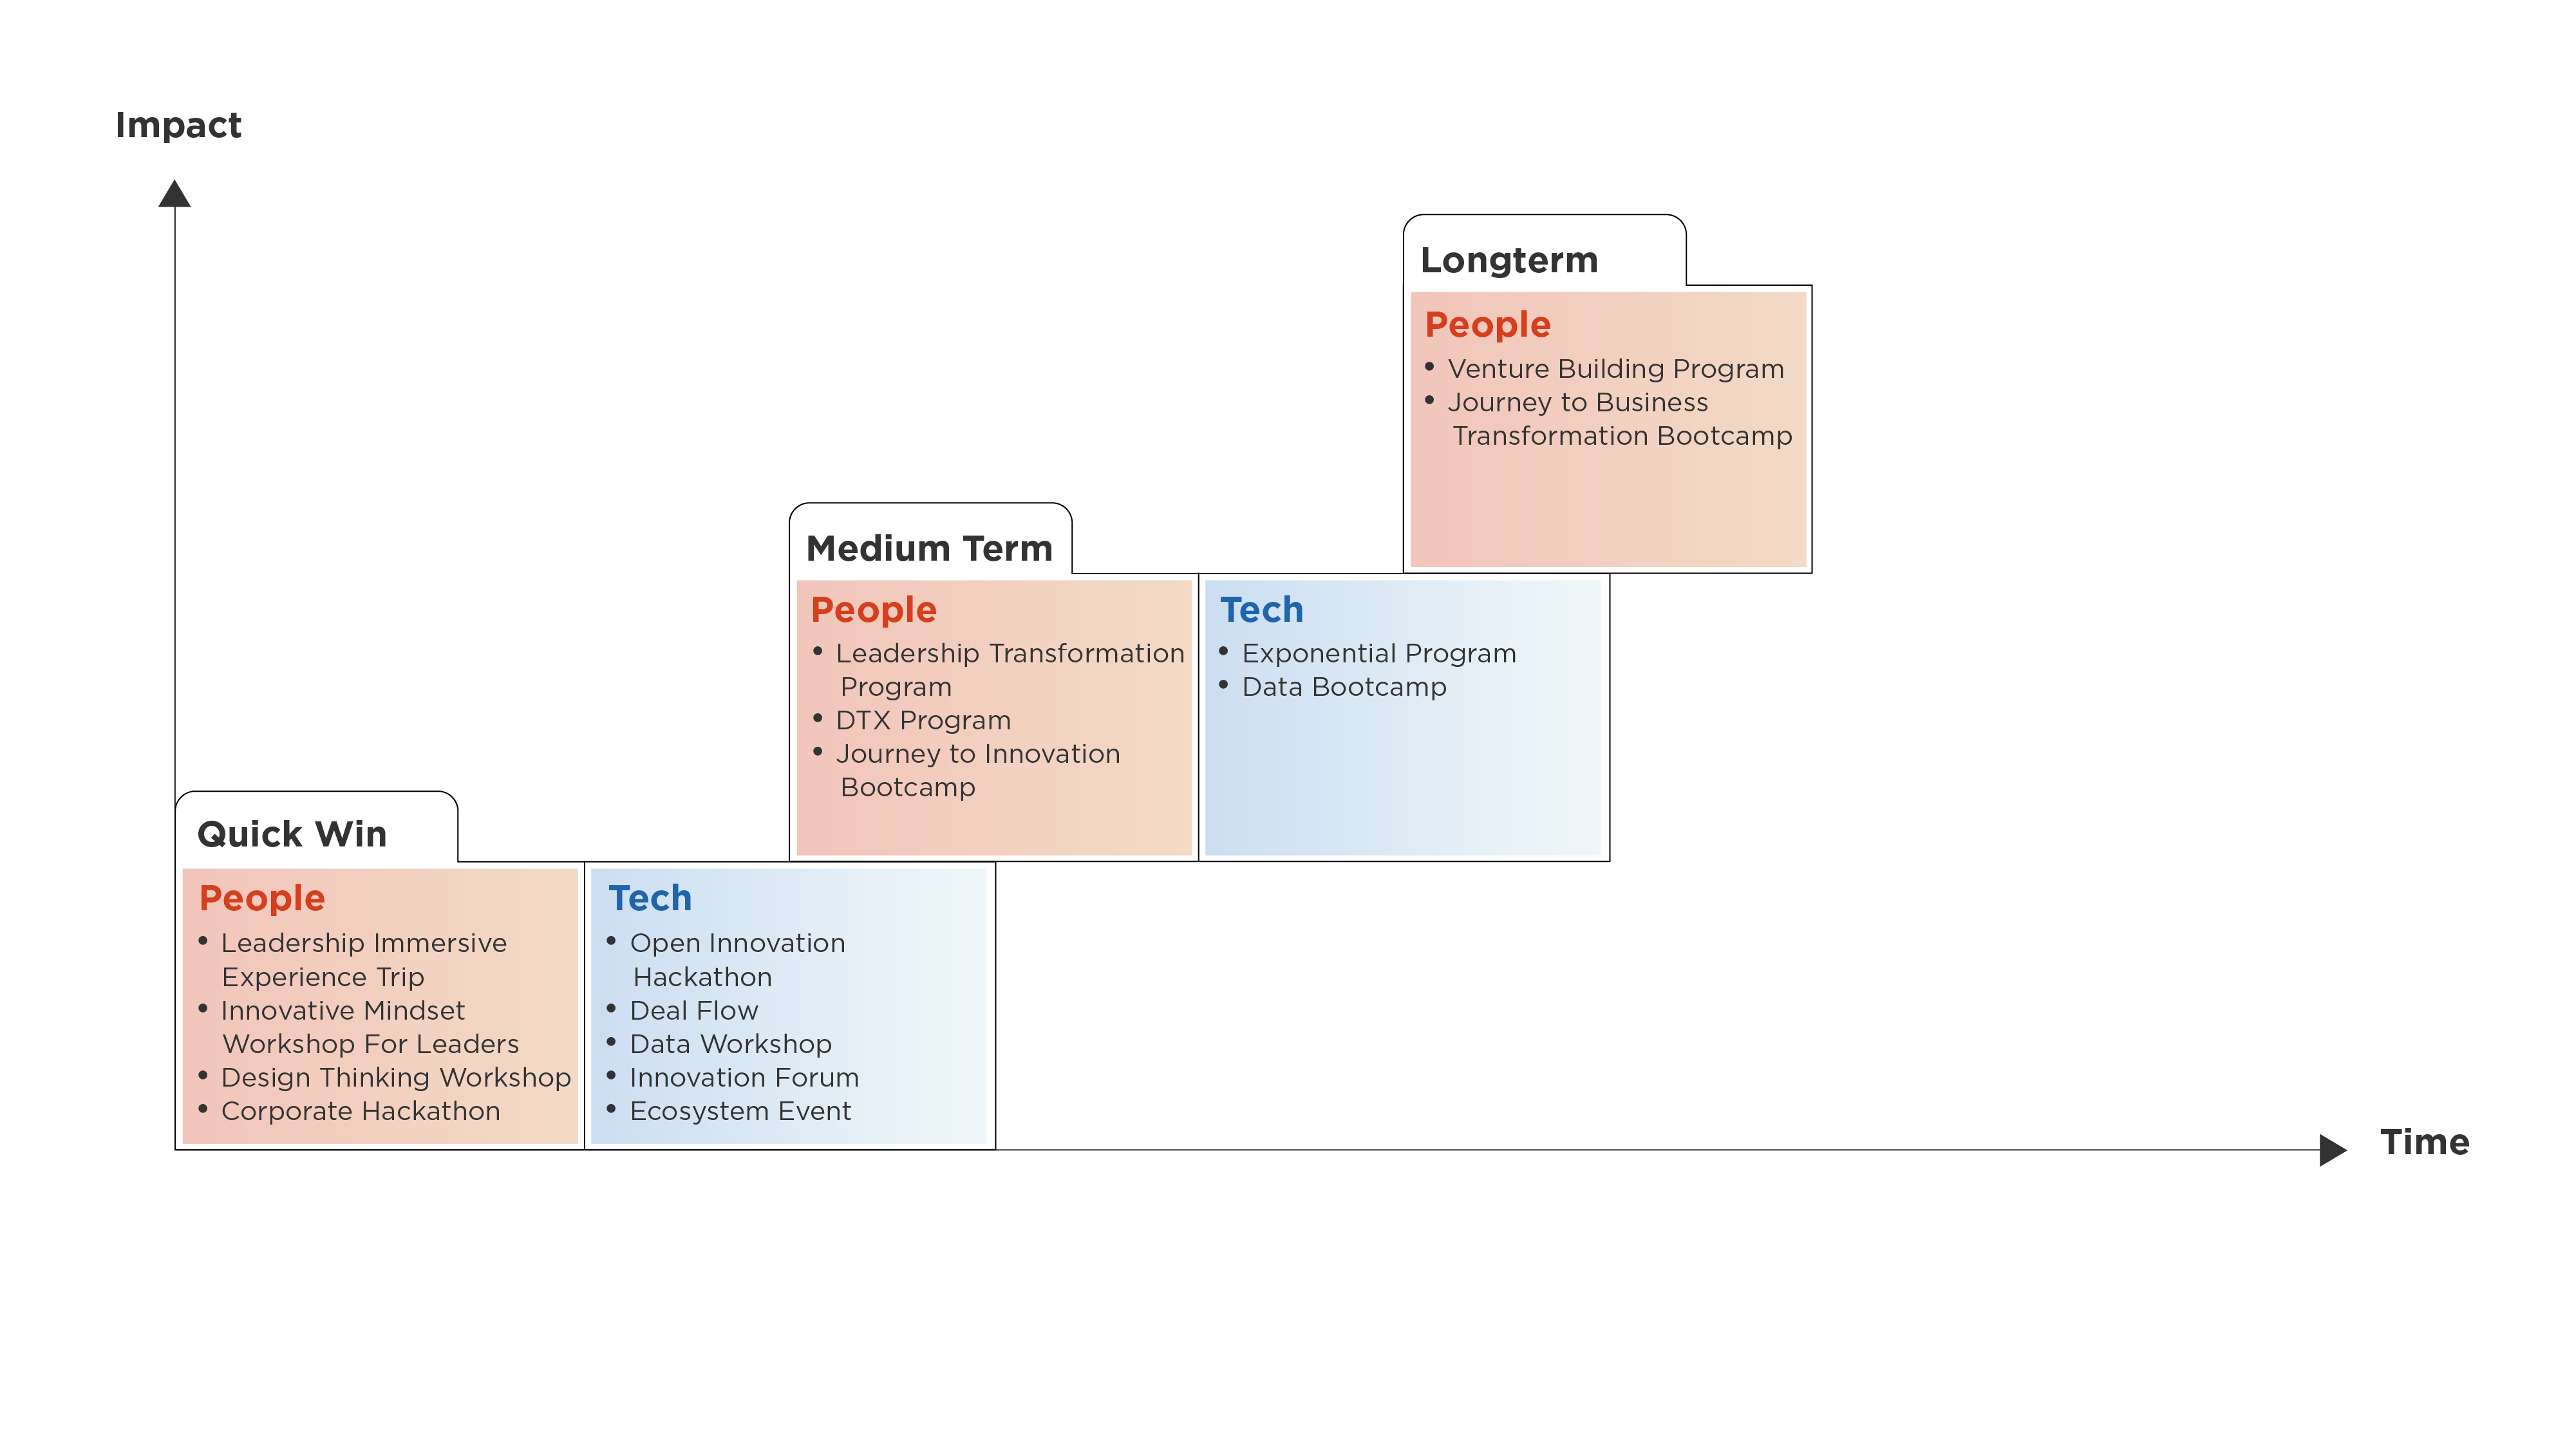 Impact
Longterm
People
• Venture Building Program
• Journey to Business
Transformation Bootcamp
Medium Term
People
• Leadership Transformation
Program
• DTX Program
• Journey to Innovation
Bootcamp
Tech
• Exponential Program
• Data Bootcamp
Quick Win
People
• Leadership Immersive
Experience Trip
• Innovative Mindset
Workshop For Leaders
• Design Thinking Workshop
• Corporate Hackathon
Tech
• Open Innovation
Hackathon
• Deal Flow
• Data Workshop
• Innovation Forum
• Ecosystem Event
Time